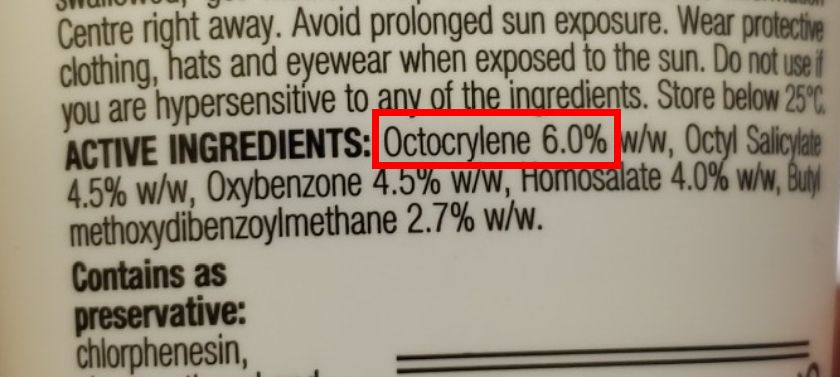 Centre right away. Avoid prolonged sun exposure. Wear protective
clothing, hats and eyewear when exposed to the sun. Do not use if
you are hypersensitive to any of the ingredients. Store below 25°C.
ACTIVE INGREDIENTS: Octocrylene 6.0% w/w, Octyl Salicylate
4.5% w/w, Oxybenzone 4.5% w/w, Homosalate 4.0% w/w, Butyl
methoxydibenzoylmethane 2.7% w/w.
Contains as
preservative:
chlorphenesin,